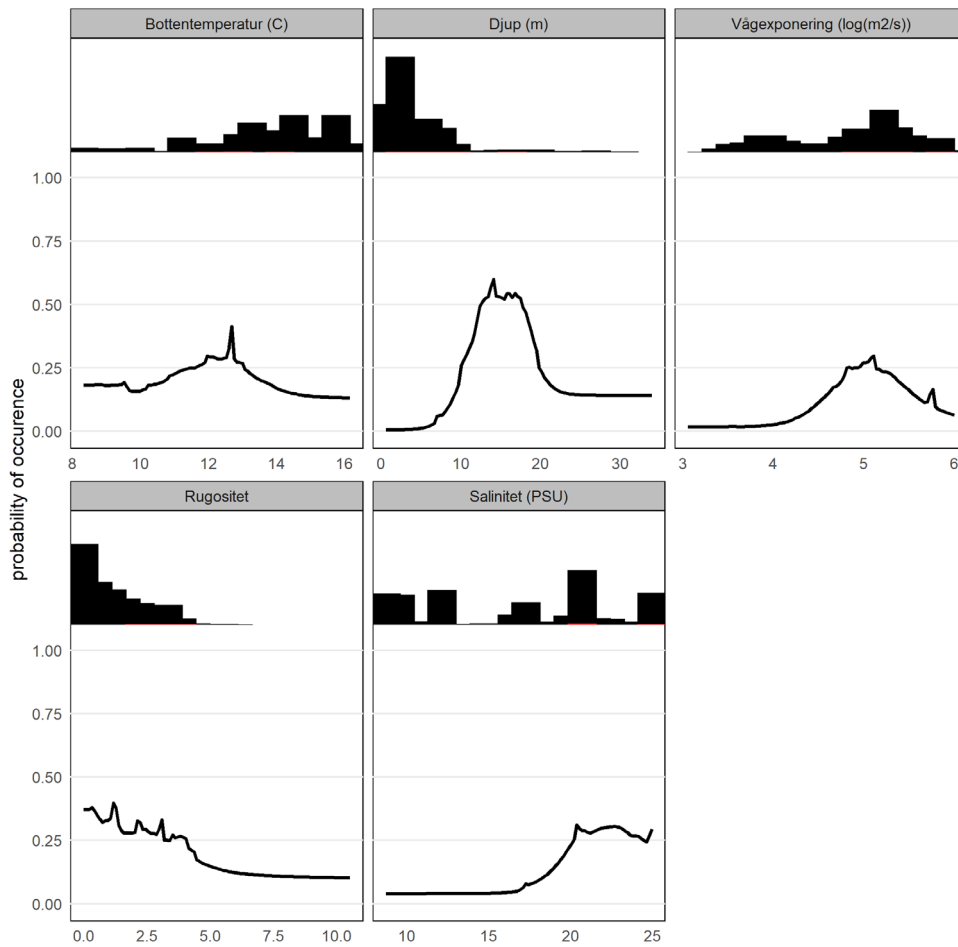 Bottentemperatur (C) Djup (m) Vågexponering (log(m2/s))
1.00
0.75
0.50
0.25
0.00
8 10 12 14 16 0 10 20 30 3 4 5 6
probability of occurence
Rugositet Salinitet (PSU)
1.00
0.75
0.50
0.25
0.00
0.0 2.5 5.0 7.5 10.0 10 15 20 25